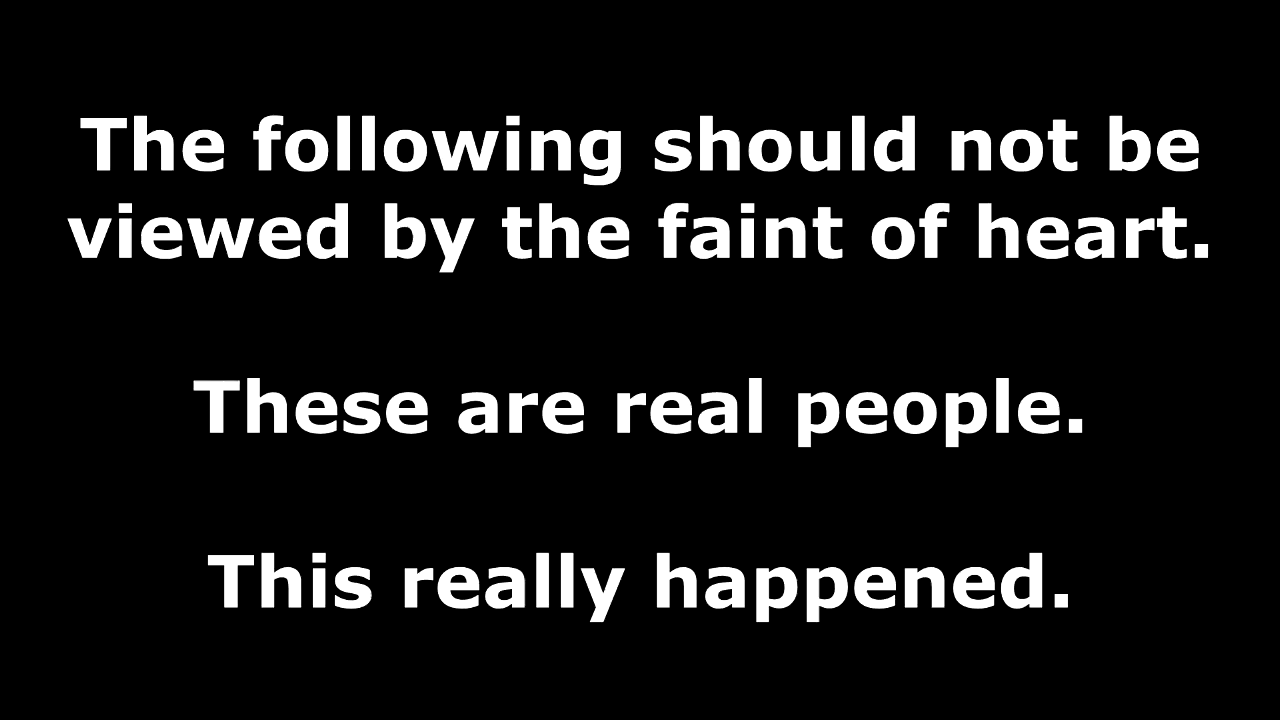 The following should not be
viewed by the faint of heart.
These are real people.
This really happened.